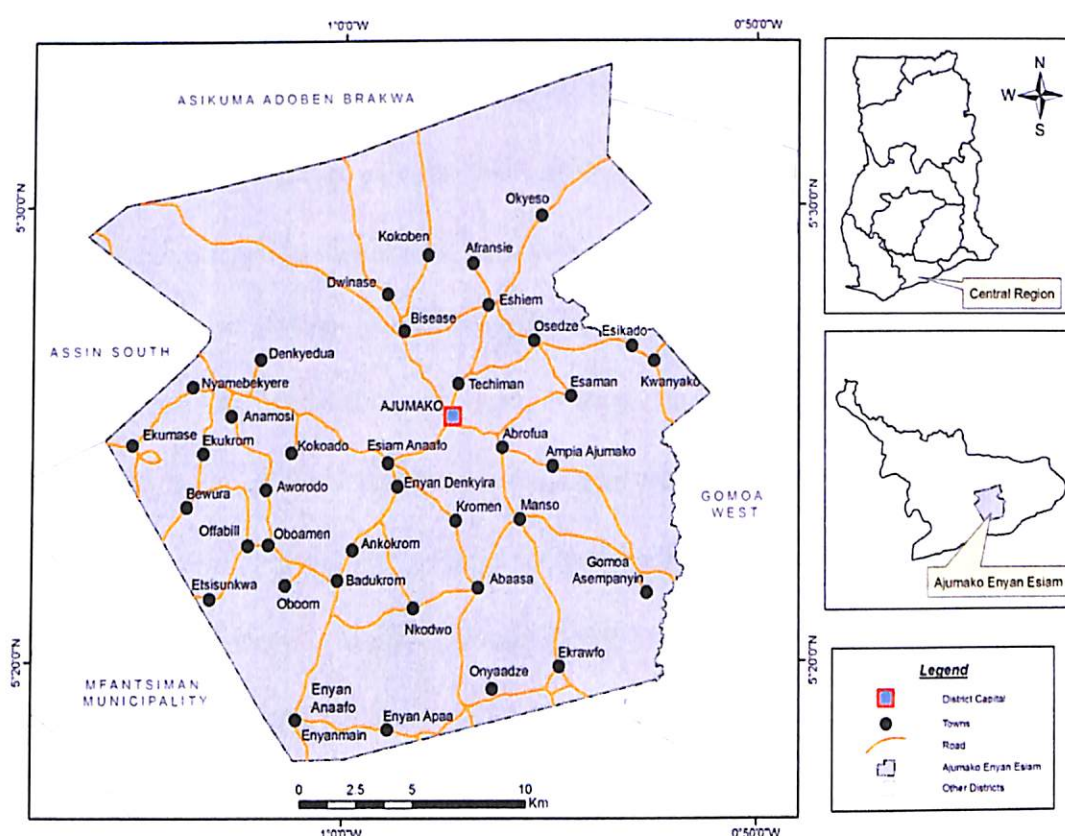 1°0'0"W
0°50'0"W
ASIKUMA ADOBEN BRAKWA
N
W E
S
5°30'0"N
5°30'0"N
Okyeso
Kokoben
Afransie
Dwinase
Eshiem
Central Region
Bisease
Osedze
Esikado
ASSIN SOUTH
Denkyedua
Kwanyako
Nyamebekyere
Techiman
Esaman
AJUMAKO
Anamosi
Ekumase
Ekukrom
Kokoado
Esiam Anaafo
Abrofua
Ampia Ajumako
Enyan Denkyira
Bewura
Aworodo
Kromen
Manso
GOMOA
WEST
Offabill
Oboamen
Ankokrom
Gomoa
Asempanyin
Etsisunkwa
Badukrom
Abaasa
Ajumako Enyan Esiam
Oboom
Nkodwo
5°20'0"N
5°20'0"N
Ekrawfo
Onyaadze
MFANTSIMAN
MUNICIPALITY
Enyan
Anaafo
Enyan Apaa
Enyanmain
Legend
District Capital
Towns
Road
Ajumako Enyan Esiam
Other Districts
0 2.5 5 10
Km
1°0'0"W
0°50'0"W